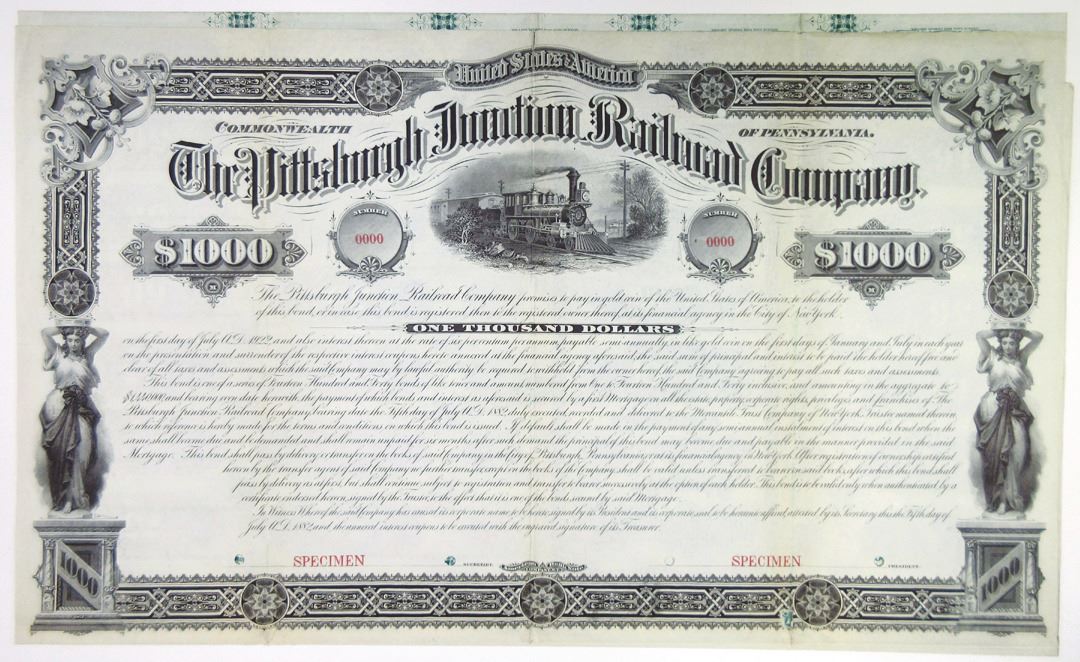 United States of America
COMMONWEALTH OF PENNSYLVANIA.
The Pittsburgh Junction Railroad Company.
NUMBER NUMBER
$1000 0000 0000 $1000
The Pittsburgh Junction Railroad Company promises to pay in gold coin of the United States of America, to the holder
of this bond, or in case this bond is registered then to the registered owner thereof, at its financial agency in the City of New York
ONE THOUSAND DOLLARS
on the first day of July A.D. and also interest thereon at the rate of six per centum per annum, payable semi-annually, in like gold coin on the first days of January and July in each year
on the presentation and surrender of the respective interest coupons hereto annexed at the financial agency aforesaid, the said sum of principal and interest to be paid the holder hereof free and
clear of all taxes and assessments which the said Company may by law be required to withhold from the owner hereof, the said Company agreeing to pay all such taxes and assessments.
This bond is one of a series of Fourteen Hundred and Forty bonds of like tenor and amount, numbered from One to Fourteen Hundred and Forty inclusive, and amounting in the aggregate to
and bearing even date herewith, the payment of which bonds and interest as aforesaid is secured by a first Mortgage on all the estate, property, corporate rights, privileges and franchises of The
Pittsburgh Junction Railroad Company, bearing date the Fifth day of July A.D. 1882, duly executed, recorded and delivered to the Mercantile Trust Company of New York, Trustee named therein,
to which reference is hereby made for the terms and conditions on which this bond is issued. If default shall be made in the payment of any semi-annual instalment of interest on this bond when the
same shall become due and be demanded and shall remain unpaid for six months after such demand the principal of this bond may become due and payable in the manner provided in the said
Mortgage. This bond shall pass by delivery or transfer on the books of said Company in the City of Pittsburgh, Pennsylvania, or at its financial agency in New York. After registration of ownership certified
hereon by the transfer agent of said Company no further transfer except on the books of the Company shall be valid unless transferred to bearer on said books, after which this bond shall
pass by delivery as at first, but shall continue subject to registration and transfer to bearer successively at the option of each holder. This bond is to be valid only when authenticated by a
certificate endorsed hereon, signed by the Trustee, to the effect that it is one of the bonds secured by said Mortgage.
In Witness Whereof the said Company has caused its corporate name to be hereto signed by its President and its corporate seal to be hereunto affixed, attested by its Secretary this the Fifth day of
July A.D. 1882, and the annexed interest coupons to be executed with the engraved signature of its Treasurer.
SPECIMEN SECRETARY. SPECIMEN PRESIDENT.
1000 1000